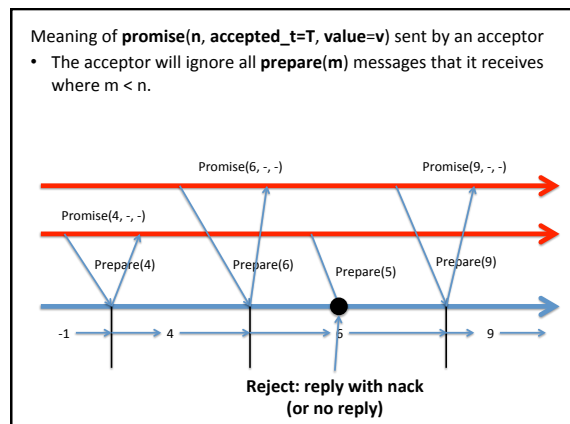 Meaning of promise(n, accepted_t=T, value=v) sent by an acceptor
• The acceptor will ignore all prepare(m) messages that it receives
where m < n.
Promise(6, -, -)
Promise(9, -, -)
Promise(4, -, -)
Prepare(4)
Prepare(6)
Prepare(5)
Prepare(9)
-1
4
6
9
Reject: reply with nack
(or no reply)